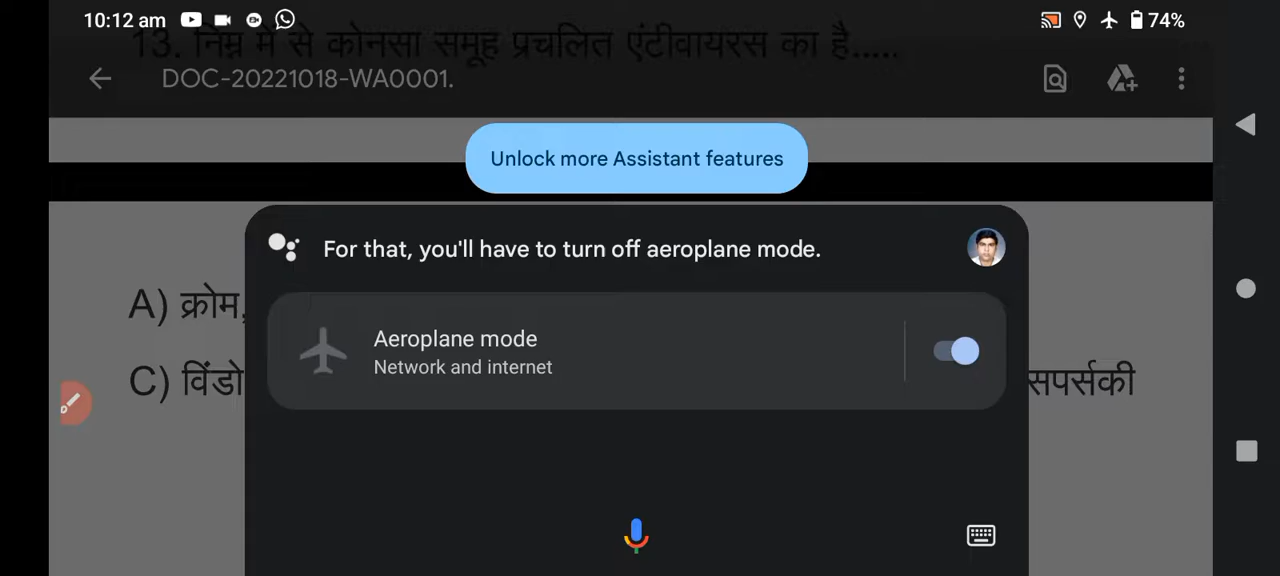 10:12 am 74%
13. निम्न में से कोनसा समूह प्रचलित एंटीवायरस का है.....
DOC-20221018-WA0001.
Unlock more Assistant features
For that, you'll have to turn off aeroplane mode.
A) क्रोम,
Aeroplane mode
Network and internet
C) विंडो सपर्सकी